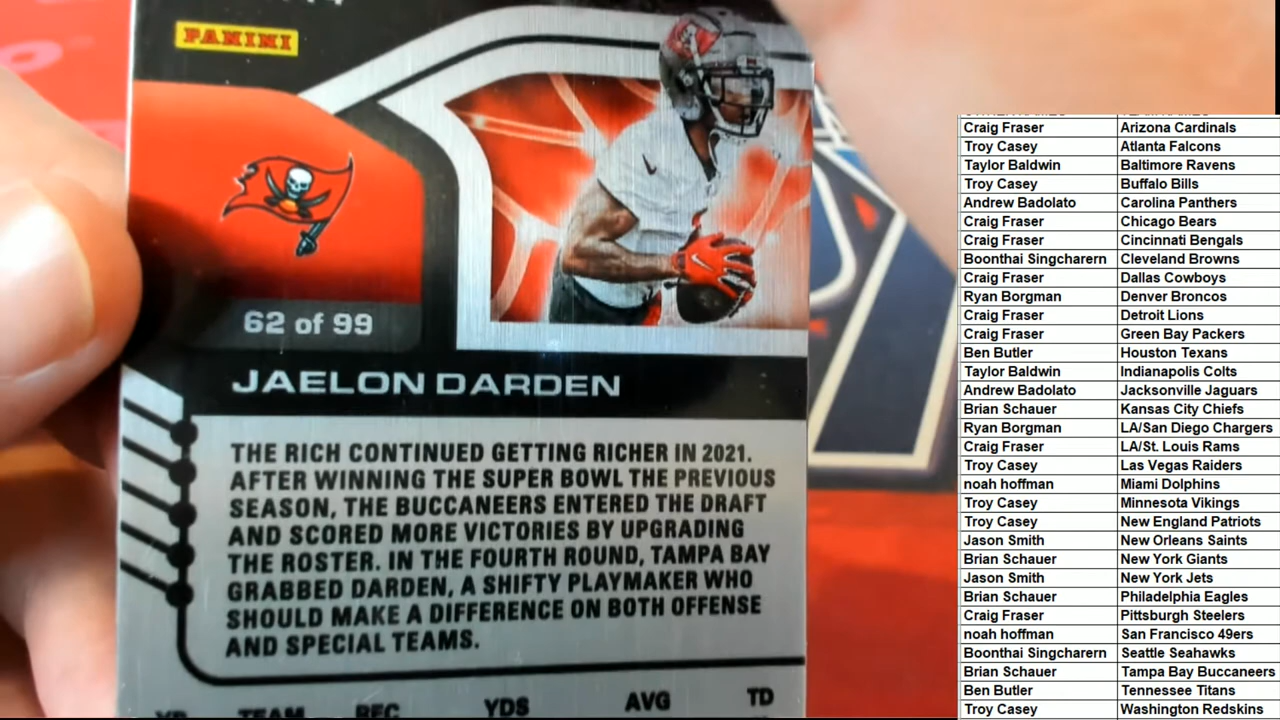 PANINI
62 of 99
JAELON DARDEN
THE RICH CONTINUED GETTING RICHER IN 2021.
AFTER WINNING THE SUPER BOWL THE PREVIOUS
SEASON, THE BUCCANEERS ENTERED THE DRAFT
AND SCORED MORE VICTORIES BY UPGRADING
THE ROSTER. IN THE FOURTH ROUND, TAMPA BAY
GRABBED DARDEN, A SHIFTY PLAYMAKER WHO
SHOULD MAKE A DIFFERENCE ON BOTH OFFENSE
AND SPECIAL TEAMS.
YR TEAM REC YDS AVG TD
Craig Fraser Arizona Cardinals
Troy Casey Atlanta Falcons
Taylor Baldwin Baltimore Ravens
Troy Casey Buffalo Bills
Andrew Badolato Carolina Panthers
Craig Fraser Chicago Bears
Craig Fraser Cincinnati Bengals
Boonthai Singcharern Cleveland Browns
Craig Fraser Dallas Cowboys
Ryan Borgman Denver Broncos
Craig Fraser Detroit Lions
Craig Fraser Green Bay Packers
Ben Butler Houston Texans
Taylor Baldwin Indianapolis Colts
Andrew Badolato Jacksonville Jaguars
Brian Schauer Kansas City Chiefs
Ryan Borgman LA/San Diego Chargers
Craig Fraser LA/St. Louis Rams
Troy Casey Las Vegas Raiders
noah hoffman Miami Dolphins
Troy Casey Minnesota Vikings
Troy Casey New England Patriots
Jason Smith New Orleans Saints
Brian Schauer New York Giants
Jason Smith New York Jets
Brian Schauer Philadelphia Eagles
Craig Fraser Pittsburgh Steelers
noah hoffman San Francisco 49ers
Boonthai Singcharern Seattle Seahawks
Brian Schauer Tampa Bay Buccaneers
Ben Butler Tennessee Titans
Troy Casey Washington Redskins